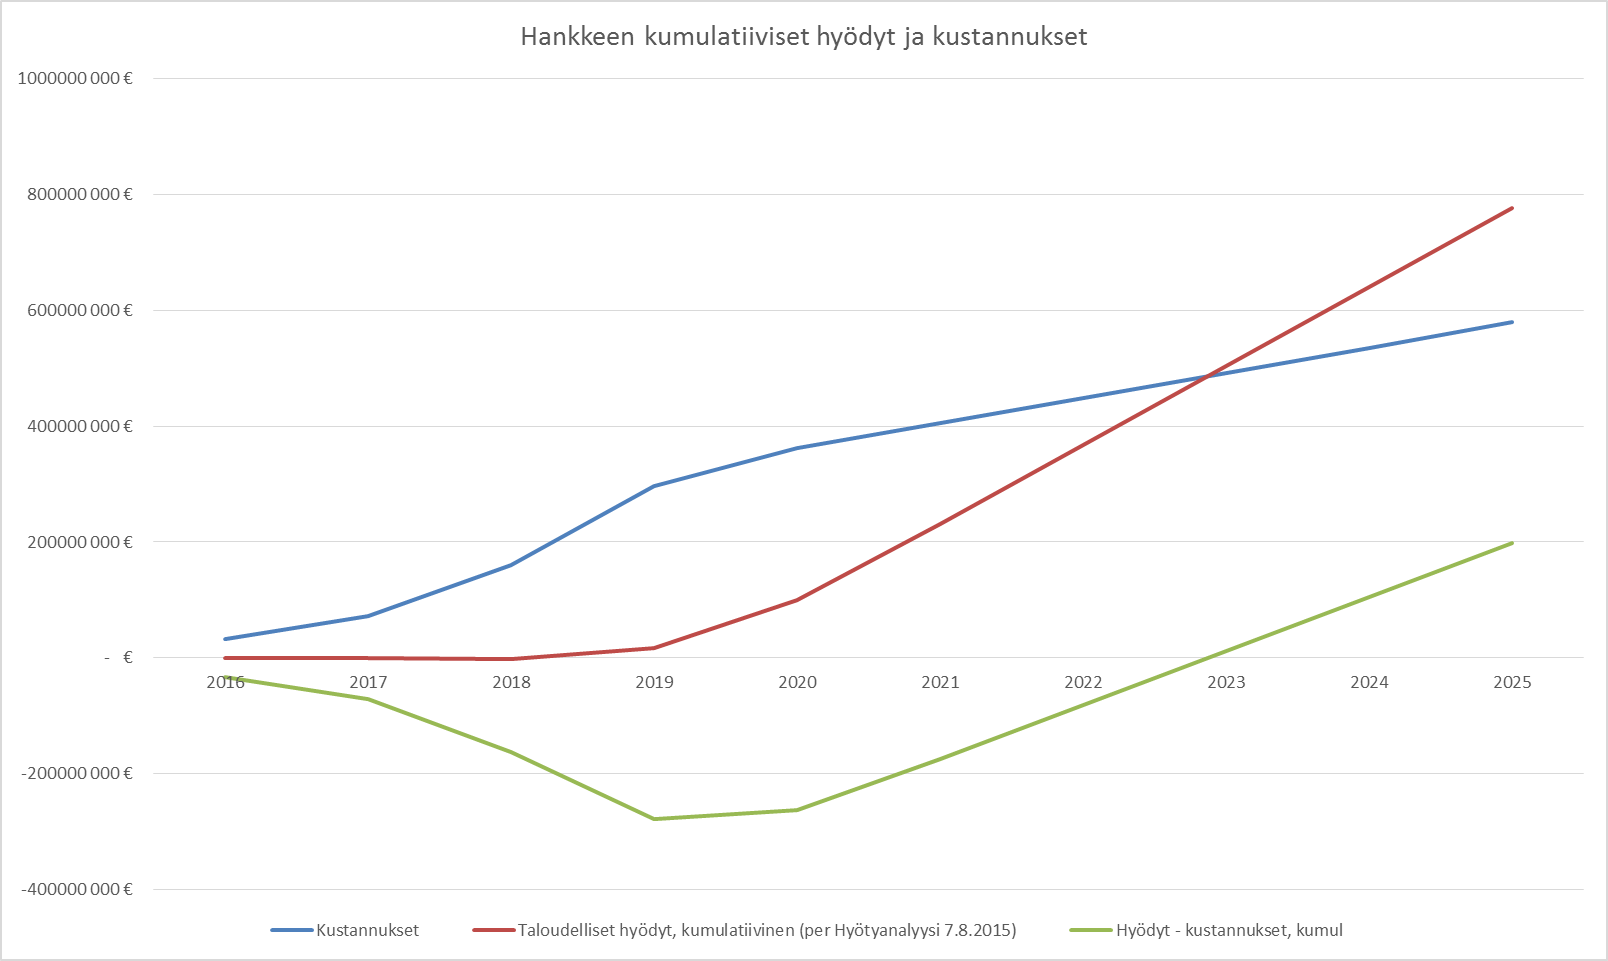 Hankkeen kumulatiiviset hyödyt ja kustannukset
1000000 000 €
800000 000 €
600000 000 €
400000 000 €
200000 000 €
- €
-200000 000 €
-400000 000 €
2016 2017 2018 2019 2020 2021 2022 2023 2024 2025
Kustannukset Taloudelliset hyödyt, kumulatiivinen (per Hyötyanalyysi 7.8.2015) Hyödyt - kustannukset, kumul